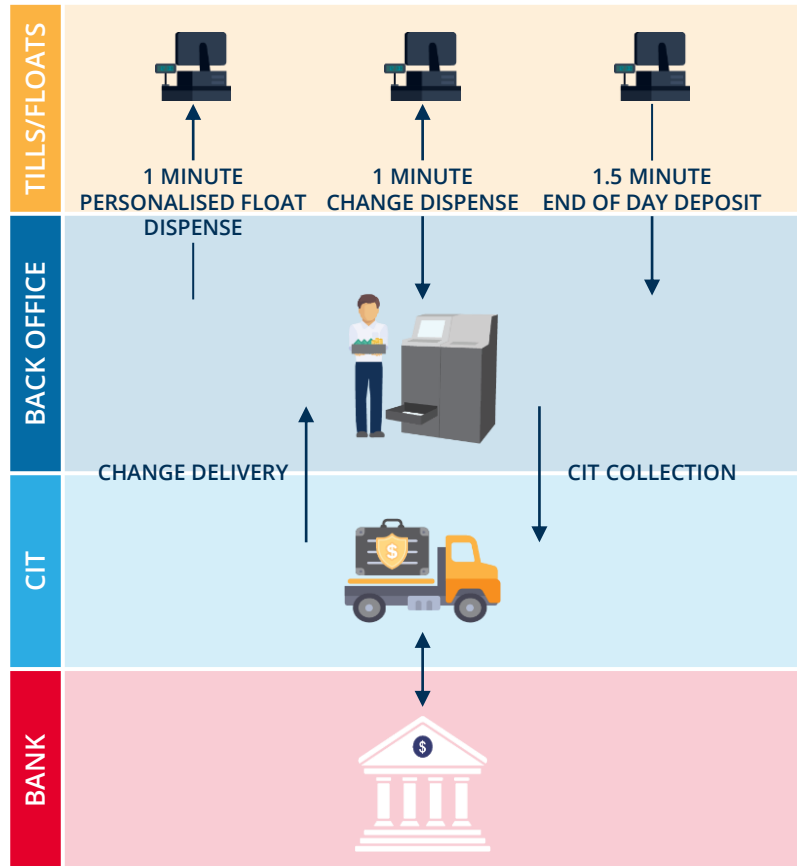 TILLS/FLOATS
1 MINUTE
PERSONALISED FLOAT
DISPENSE
1 MINUTE
CHANGE DISPENSE
1.5 MINUTE
END OF DAY DEPOSIT
BACK OFFICE
CHANGE DELIVERY
CIT COLLECTION
CIT
$
BANK
$